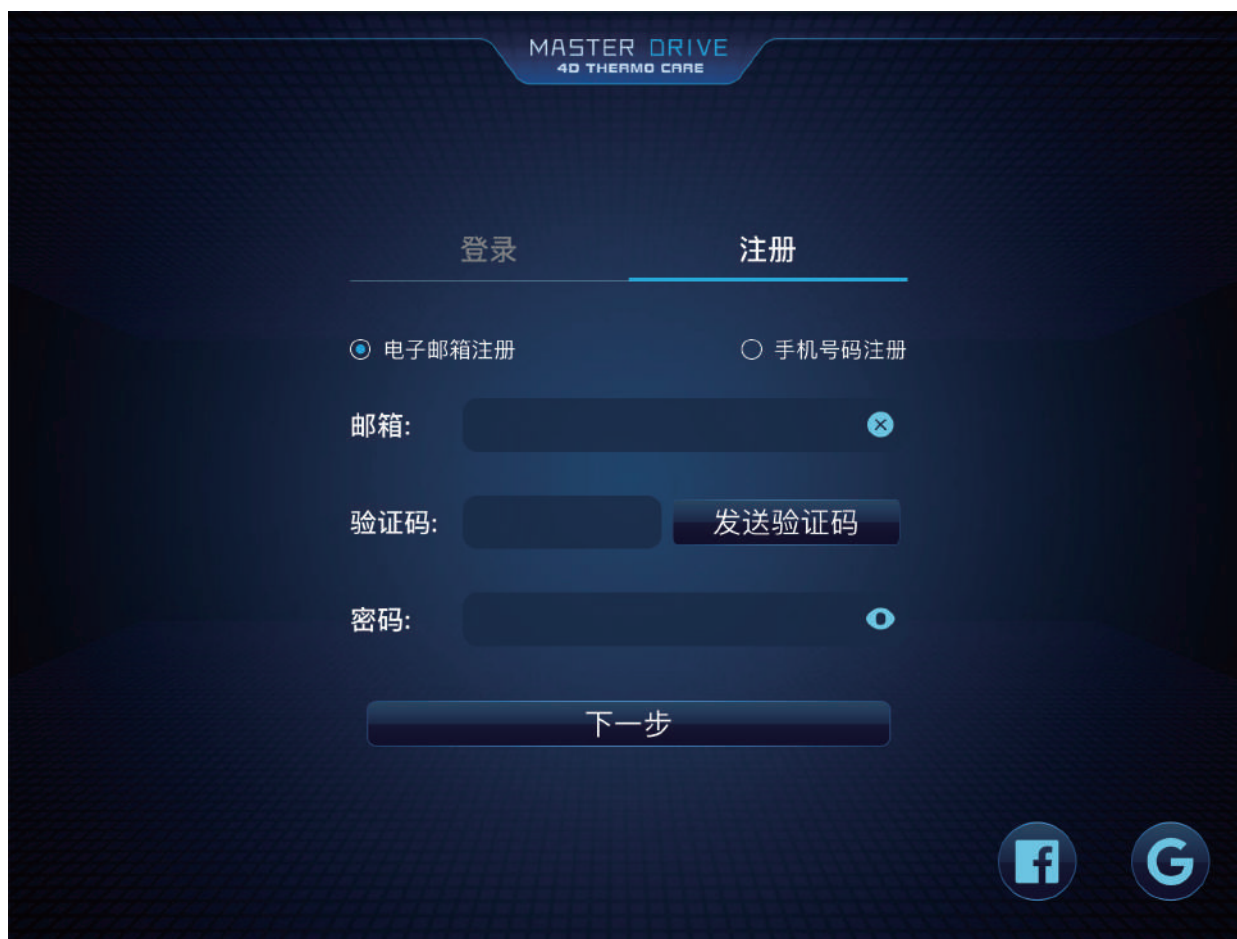 MASTER DRIVE
4D THERMO CARE
登录 注册
电子邮箱注册 手机号码注册
邮箱:
验证码: 发送验证码
密码:
下一步